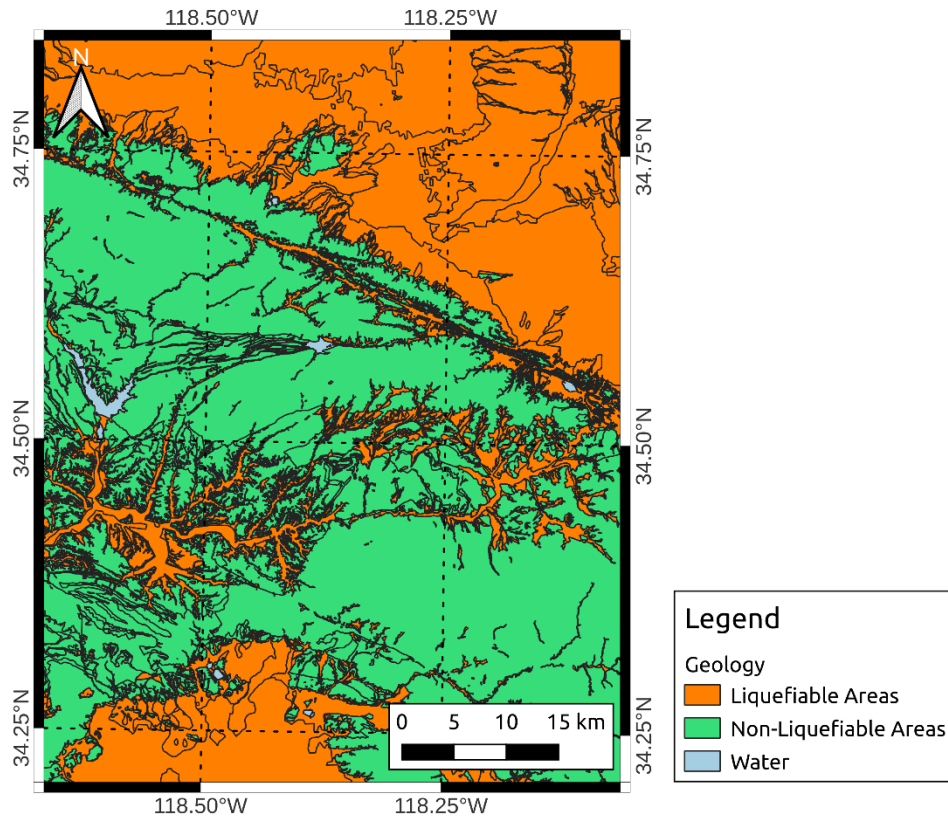 118.50°W 118.25°W
N
34.75°N 34.75°N
34.50°N 34.50°N
34.25°N 34.25°N
0 5 10 15 km
118.50°W 118.25°W
Legend
Geology
Liquefiable Areas
Non-Liquefiable Areas
Water